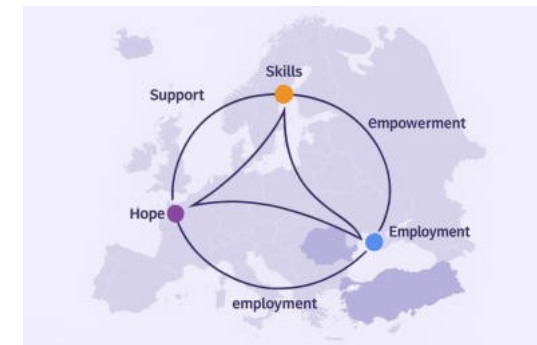 Skills
Support
empowerment
Hope
Employment
employment